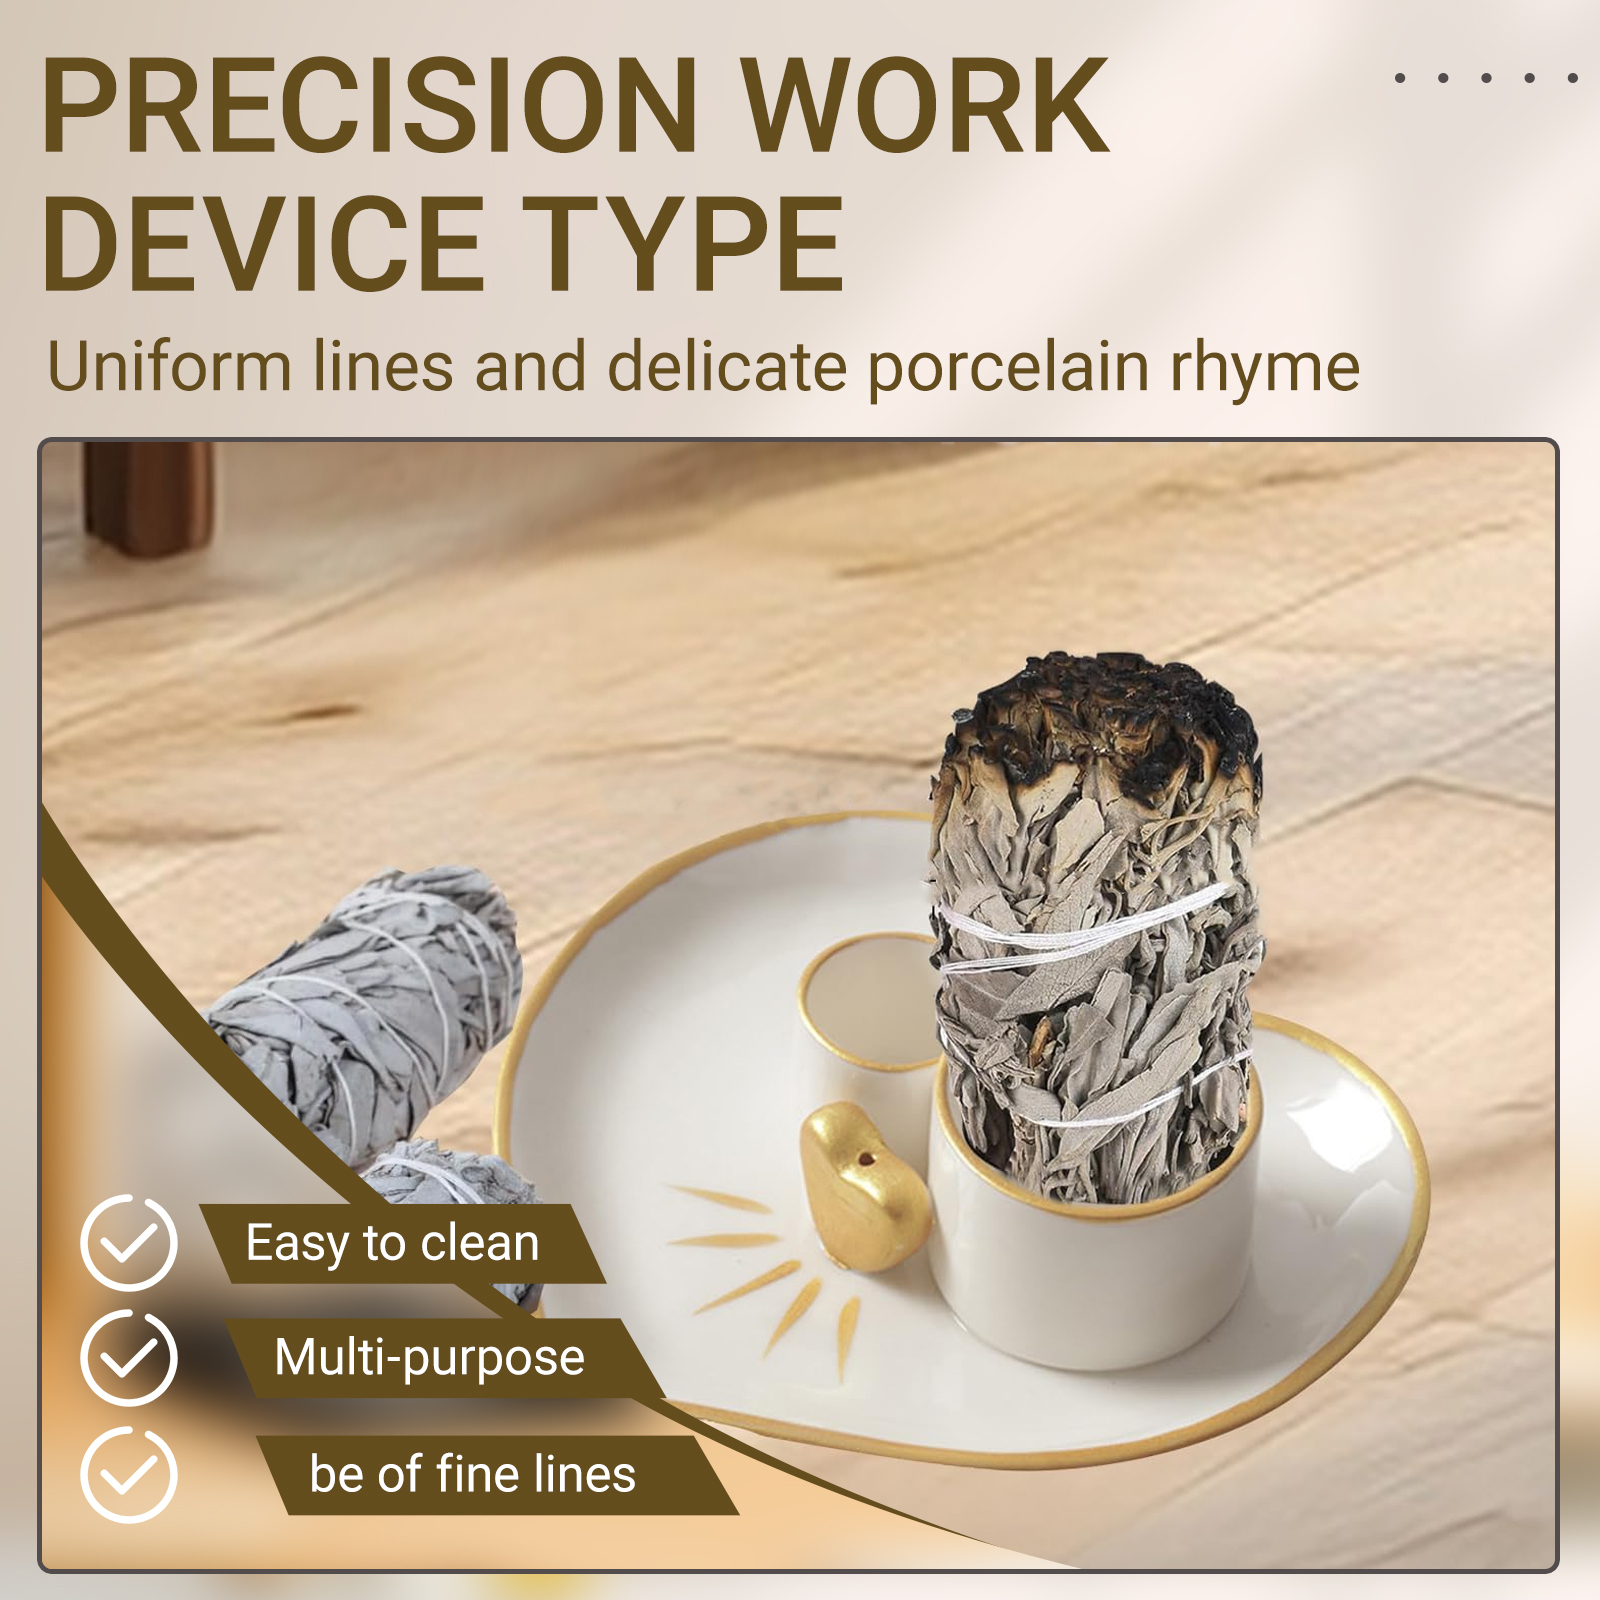 PRECISION WORK
DEVICE TYPE
Uniform lines and delicate porcelain rhyme
Easy to clean
Multi-purpose
be of fine lines